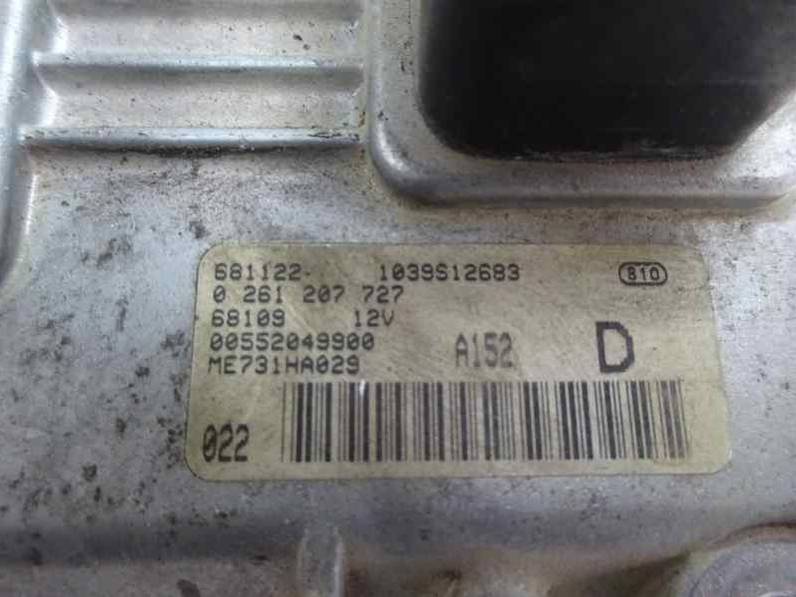 681122- 1039S12683 810
0 261 207 727
68109 12V
00552049900
ME731HA029 A152 D
022